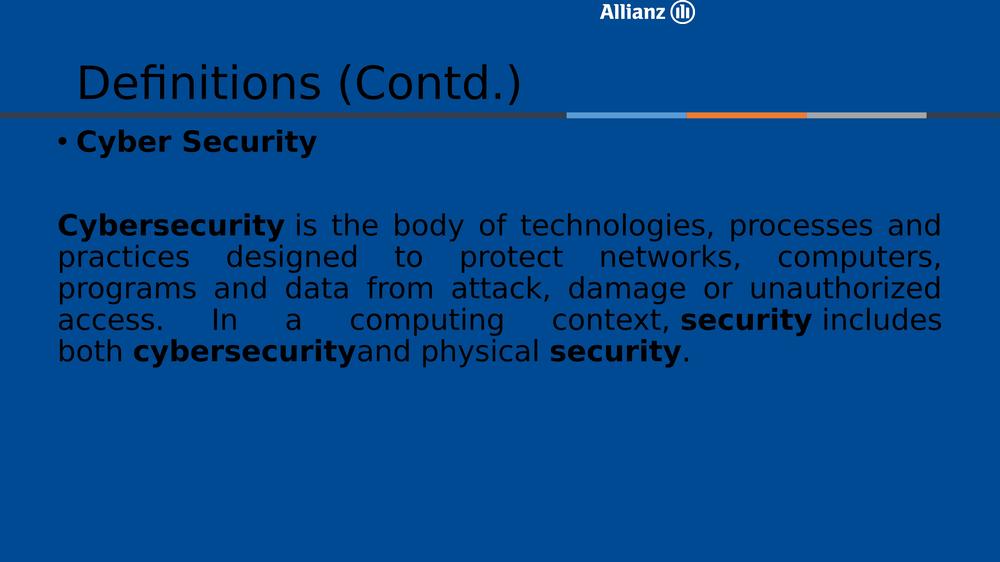 Allianz
Definitions (Contd.)
• Cyber Security
Cybersecurity is the body of technologies, processes and
practices designed to protect networks, computers,
programs and data from attack, damage or unauthorized
access. In a computing context, security includes
both cybersecurityand physical security.